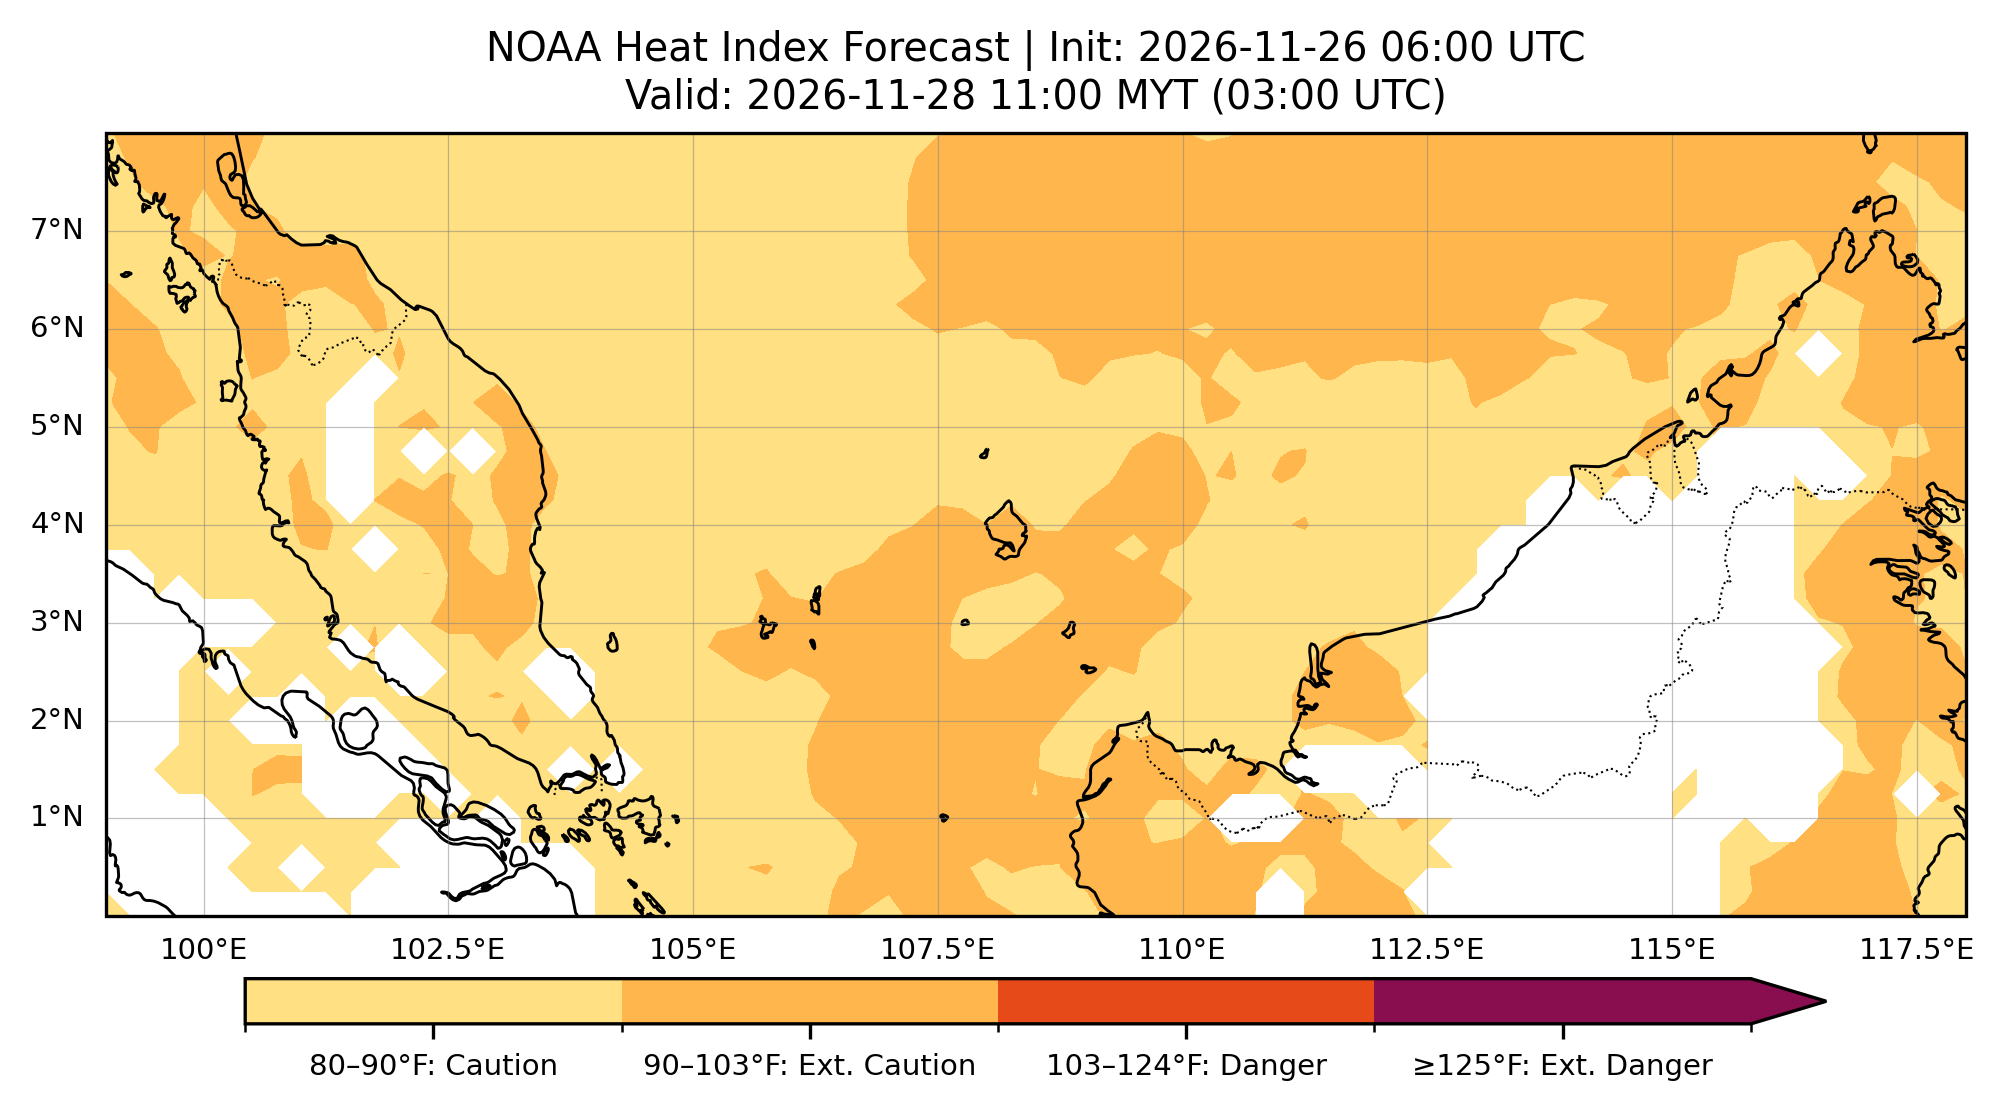 NOAA Heat Index Forecast | Init: 2026-11-26 06:00 UTC
Valid: 2026-11-28 11:00 MYT (03:00 UTC)
7°N
6°N
5°N
4°N
3°N
2°N
1°N
100°E 102.5°E 105°E 107.5°E 110°E 112.5°E 115°E 117.5°E
80–90°F: Caution 90–103°F: Ext. Caution 103–124°F: Danger ≥125°F: Ext. Danger